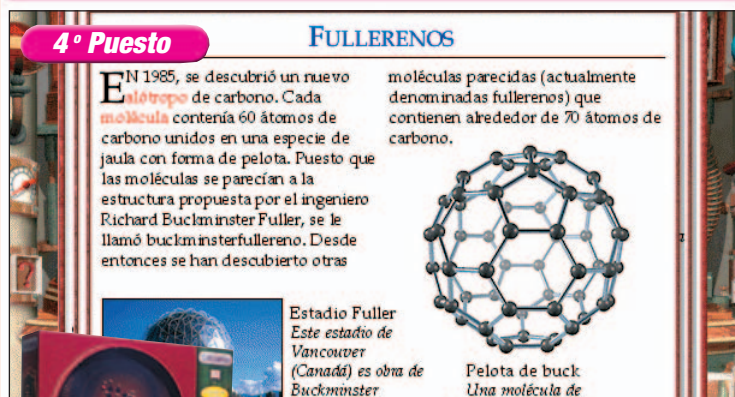 4º Puesto
FULLERENOS
EN 1985, se descubrió un nuevo
alótropo de carbono. Cada
molécula contenía 60 átomos de
carbono unidos en una especie de
jaula con forma de pelota. Puesto que
las moléculas se parecían a la
estructura propuesta por el ingeniero
Richard Buckminster Fuller, se le
llamó buckminsterfullereno. Desde
entonces se han descubierto otras
moléculas parecidas (actualmente
denominadas fullerenos) que
contienen alrededor de 70 átomos de
carbono.
Estadio Fuller
Este estadio de
Vancouver
(Canadá) es obra de
Buckminster
Pelota de buck
Una molécula de